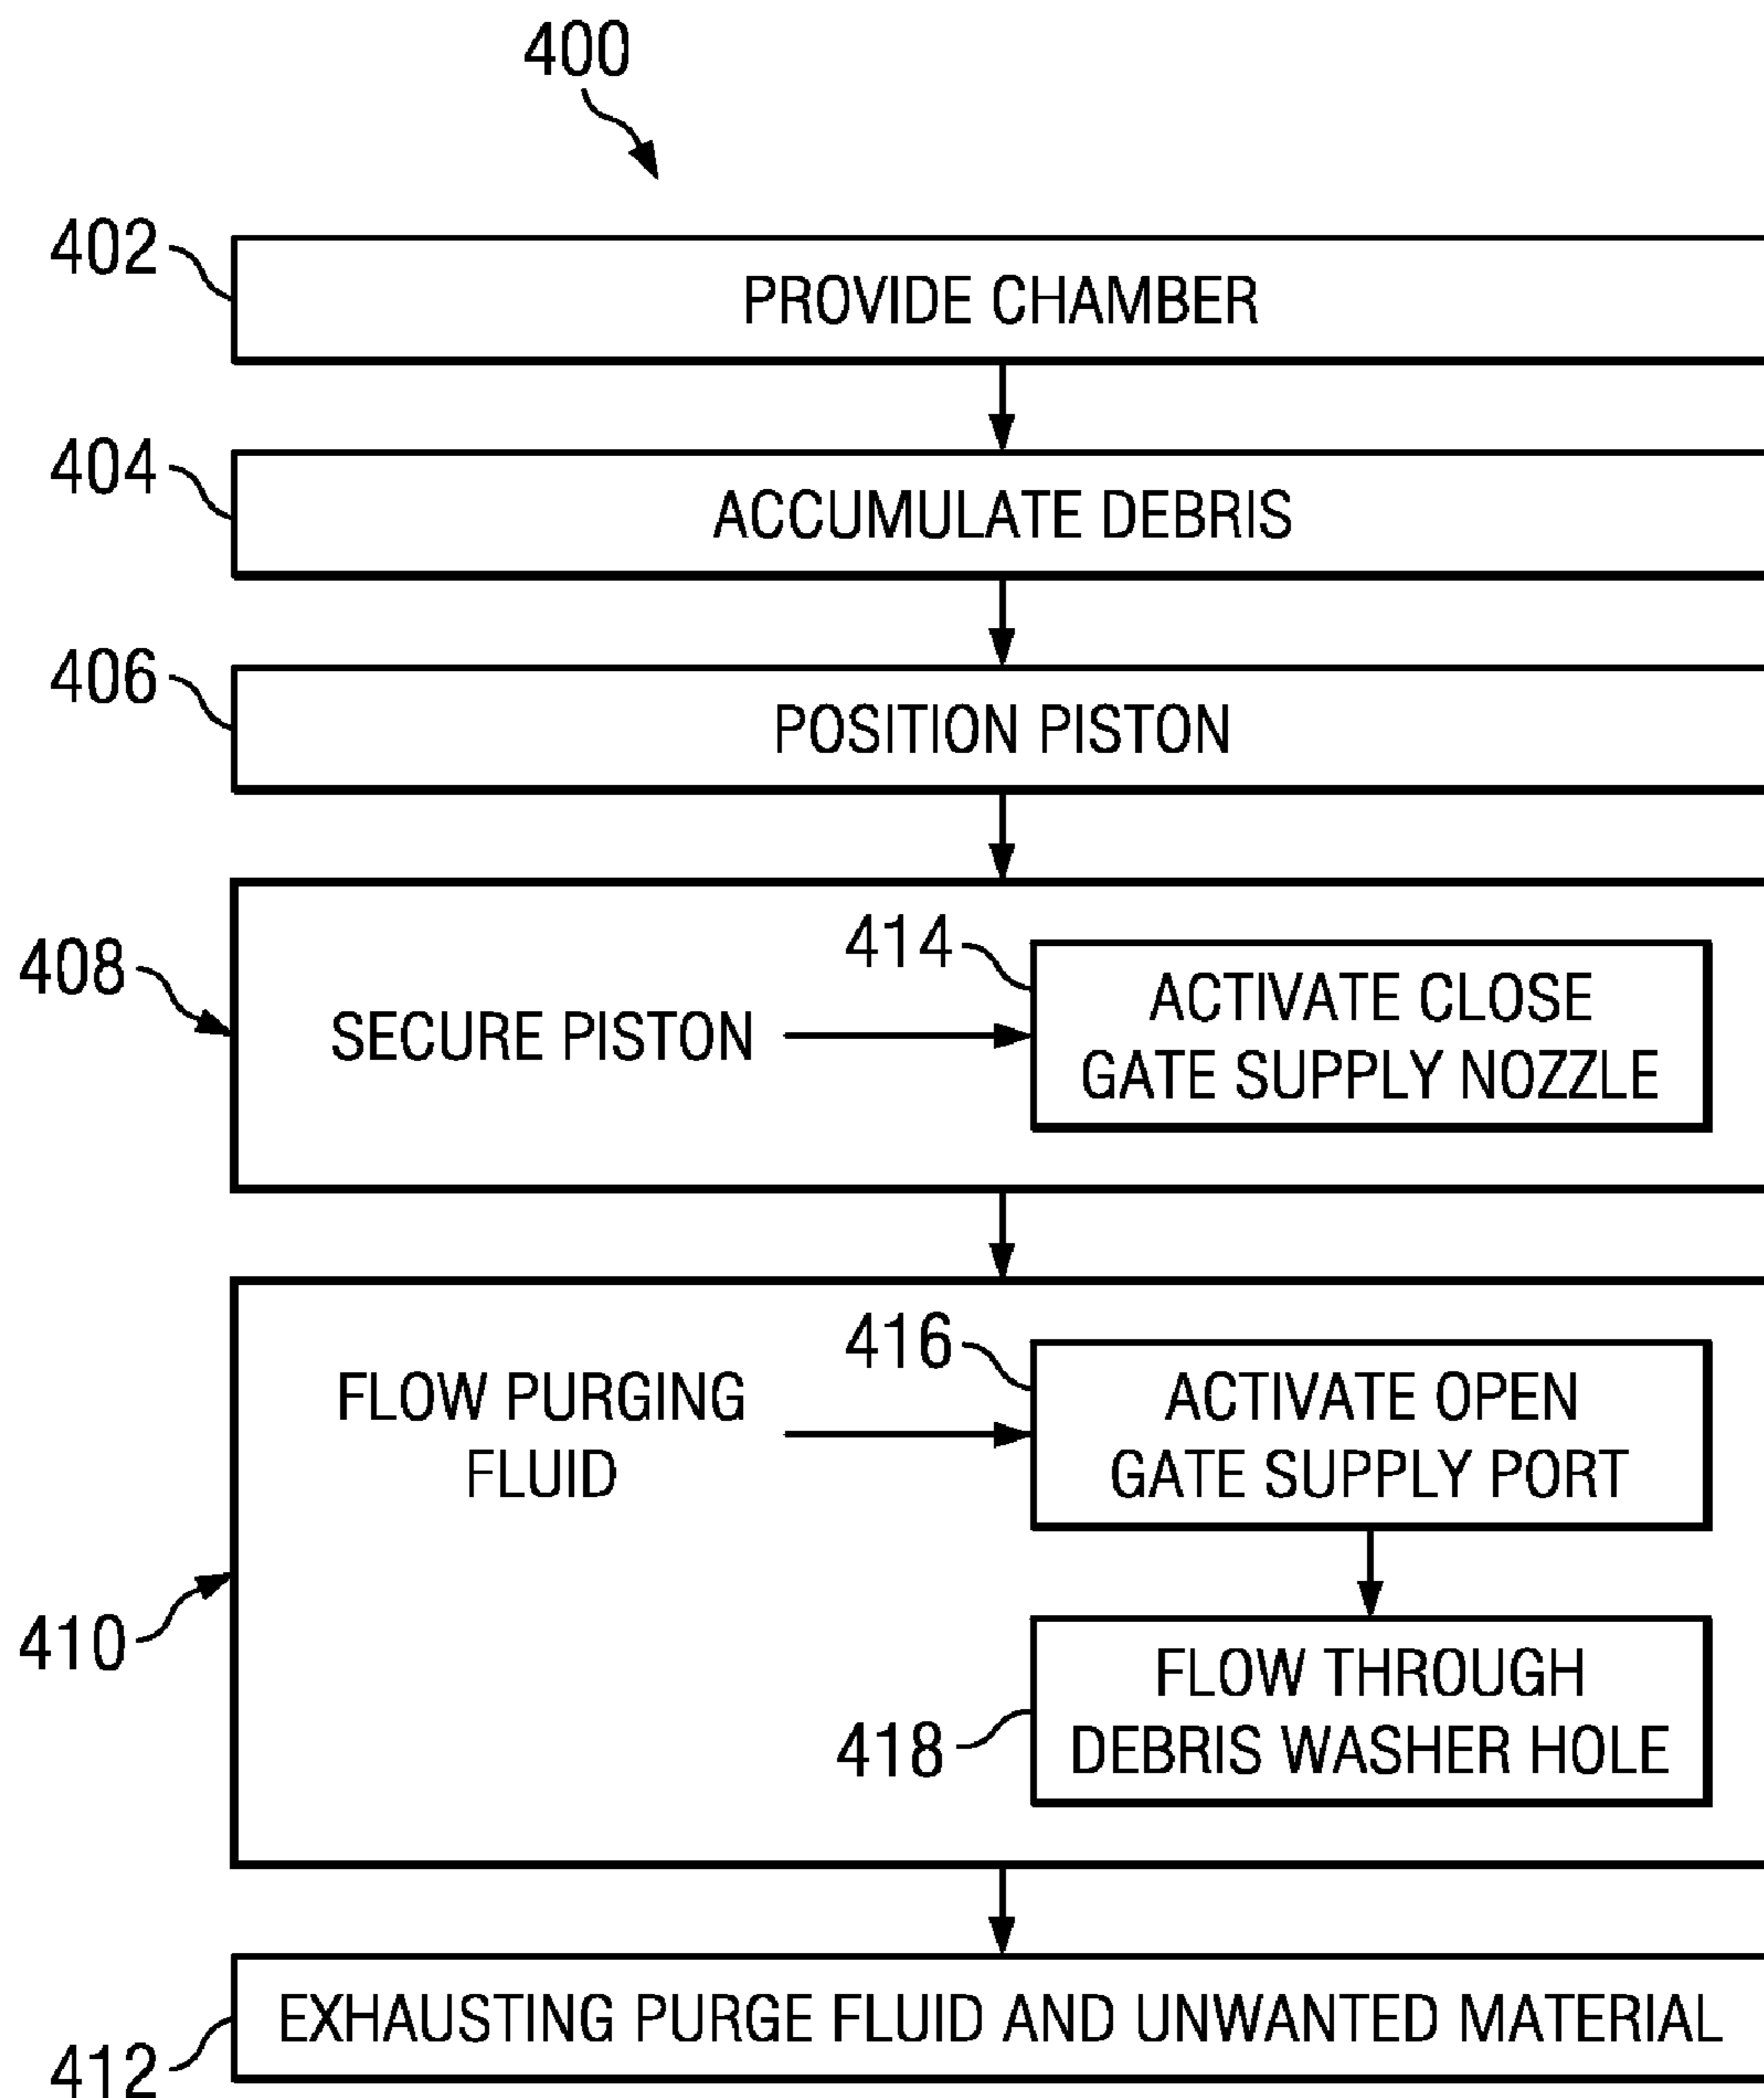 400
402
PROVIDE CHAMBER
404
ACCUMULATE DEBRIS
406
POSITION PISTON
408
SECURE PISTON
414
ACTIVATE CLOSE
GATE SUPPLY NOZZLE
410
FLOW PURGING
FLUID
416
ACTIVATE OPEN
GATE SUPPLY PORT
418
FLOW THROUGH
DEBRIS WASHER HOLE
412
EXHAUSTING PURGE FLUID AND UNWANTED MATERIAL